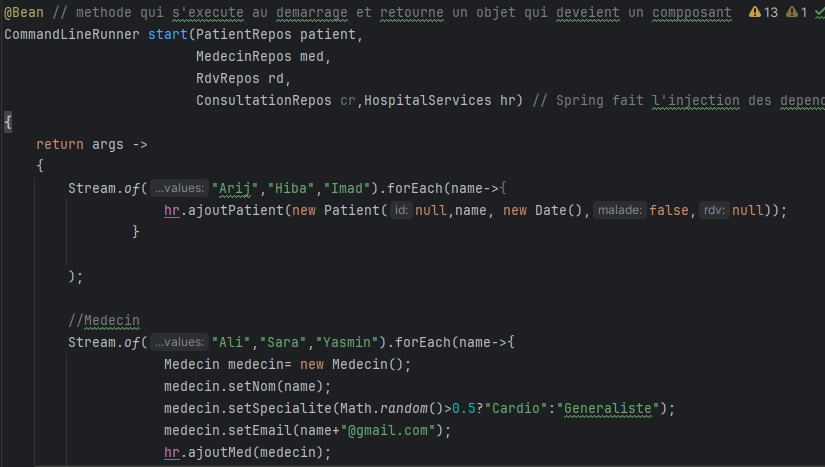 @Bean // methode qui s'execute au demarrage et retourne un objet qui deveient un compposant 13 1
CommandLineRunner start(PatientRepos patient,
MedecinRepos med,
RdvRepos rd,
ConsultationRepos cr,HospitalServices hr) // Spring fait l'injection des depend
{
return args ->
{
Stream.of( ...values: "Arij","Hiba","Imad").forEach(name->{
hr.ajoutPatient(new Patient( id: null,name, new Date(), malade: false, rdv: null));
}
);
//Medecin
Stream.of( ...values: "Ali","Sara","Yasmin").forEach(name->{
Medecin medecin= new Medecin();
medecin.setNom(name);
medecin.setSpecialite(Math.random()>0.5?"Cardio":"Generaliste");
medecin.setEmail(name+"@gmail.com");
hr.ajoutMed(medecin);